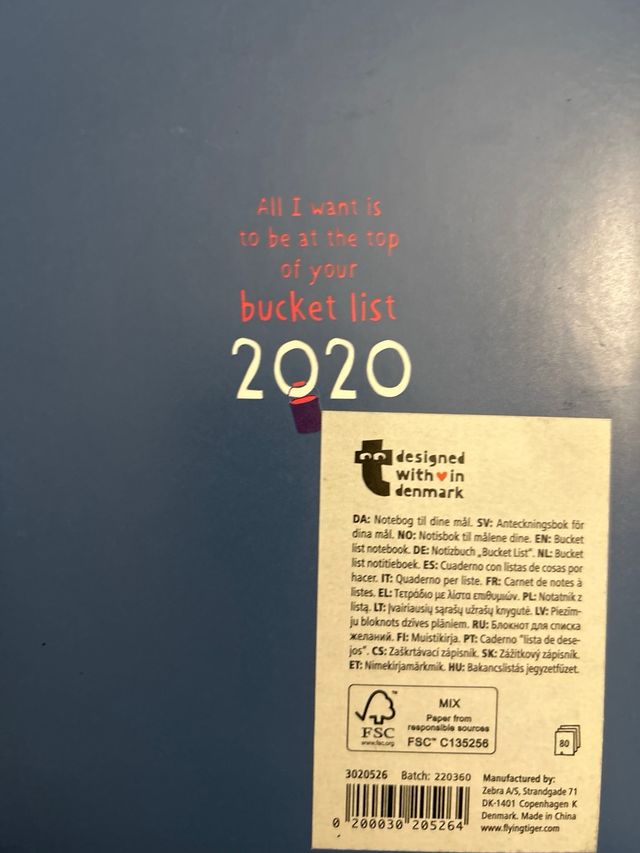 All I want is
to be at the top
of your
bucket list
2020
designed
with♥in
denmark
DA: Notebog til dine mål. SV: Anteckningsbok för
dina mål. NO: Notisbok til målene dine. EN: Bucket
list notebook. DE: Notizbuch „Bucket List“. NL: Bucket
list notitieboek. ES: Cuaderno con listas de cosas por
hacer. IT: Quaderno per liste. FR: Carnet de notes à
listes. EL: Τετράδιο με λίστα επιθυμιών. PL: Notatnik z
listą. LT: Įvairiausių sąrašų užrašų knygutė. LV: Piezīm-
ju bloknots dzīves plāniem. RU: Блокнот для списка
желаний. FI: Muistikirja. PT: Caderno "lista de dese-
jos". CS: Zaškrtávací zápisník. SK: Zážitkový zápisník.
ET: Nimekirjamärkmik. HU: Bakancslistás jegyzetfüzet.
FSC
www.fsc.org
MIX
Paper from
responsible sources
FSC™ C135256
80
3020526 Batch: 220360
0 200030 205264
Manufactured by:
Zebra A/S, Strandgade 71
DK-1401 Copenhagen K
Denmark. Made in China
www.flyingtiger.com